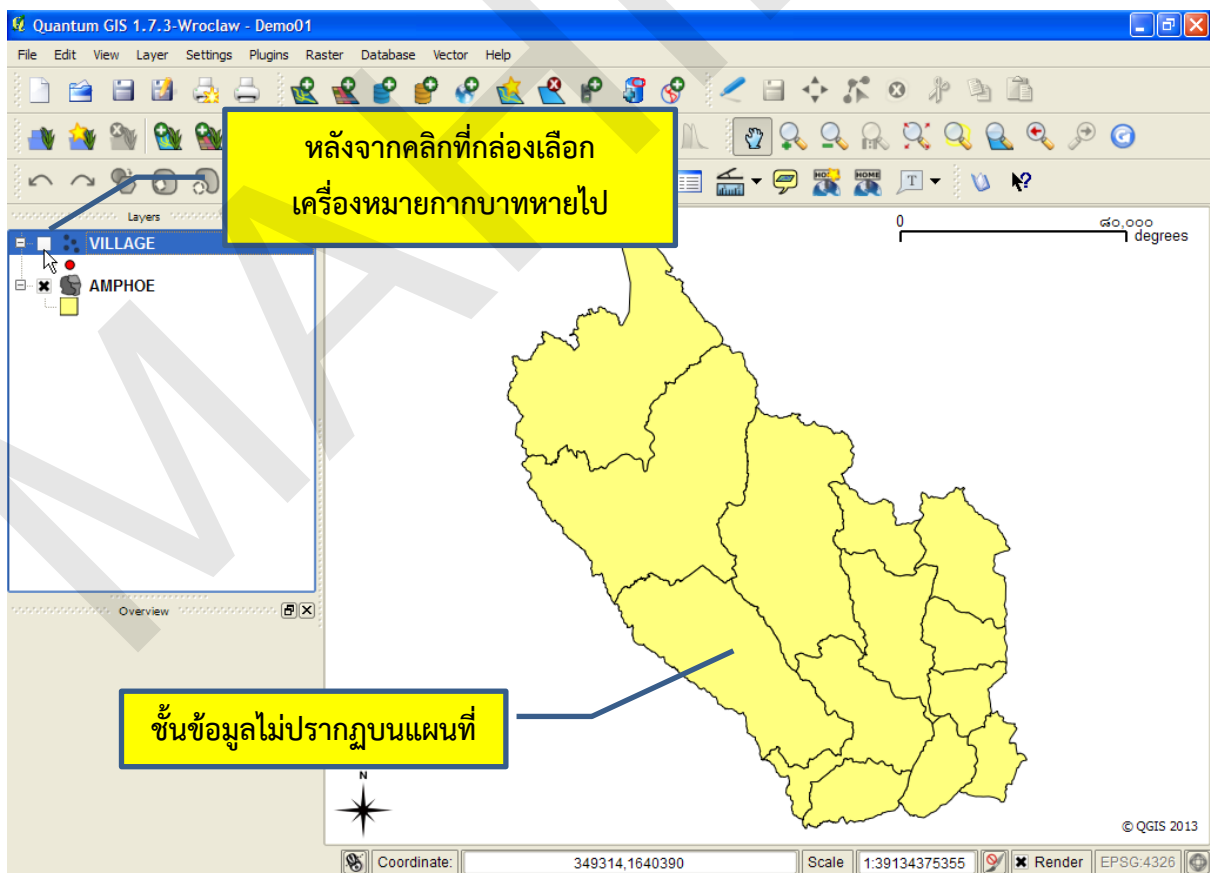 Quantum GIS 1.7.3-Wroclaw - Demo01
File Edit View Layer Settings Plugins Raster Database Vector Help
หลังจากคลิกที่กล่องเลือก
เครื่องหมายกากบาทหายไป
Layers
VILLAGE
AMPHOE
0 ๘๐,๐๐๐
degrees
Overview
ชั้นข้อมูลไม่ปรากฏบนแผนที่
N
© QGIS 2013
Coordinate: 349314,1640390 Scale 1:39134375355 Render EPSG:4326